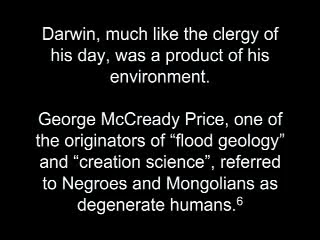 Darwin, much like the clergy of
his day, was a product of his
environment.
George McCready Price, one of
the originators of “flood geology”
and “creation science”, referred
to Negroes and Mongolians as
degenerate humans.6